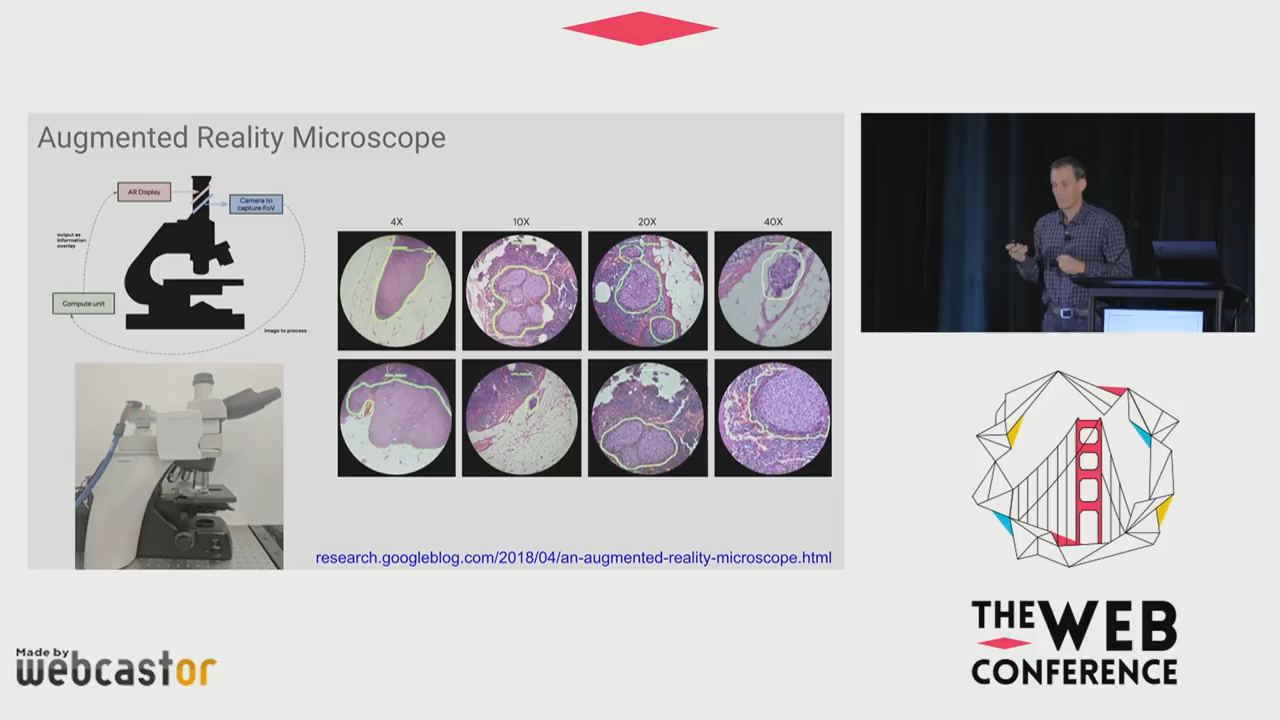 Augmented Reality Microscope
AR Display
Camera to
capture FoV
output as
information
overlay
Compute unit
image to process
4X
10X
20X
40X
research.googleblog.com/2018/04/an-augmented-reality-microscope.html
THE WEB
CONFERENCE
Made by
webcastor